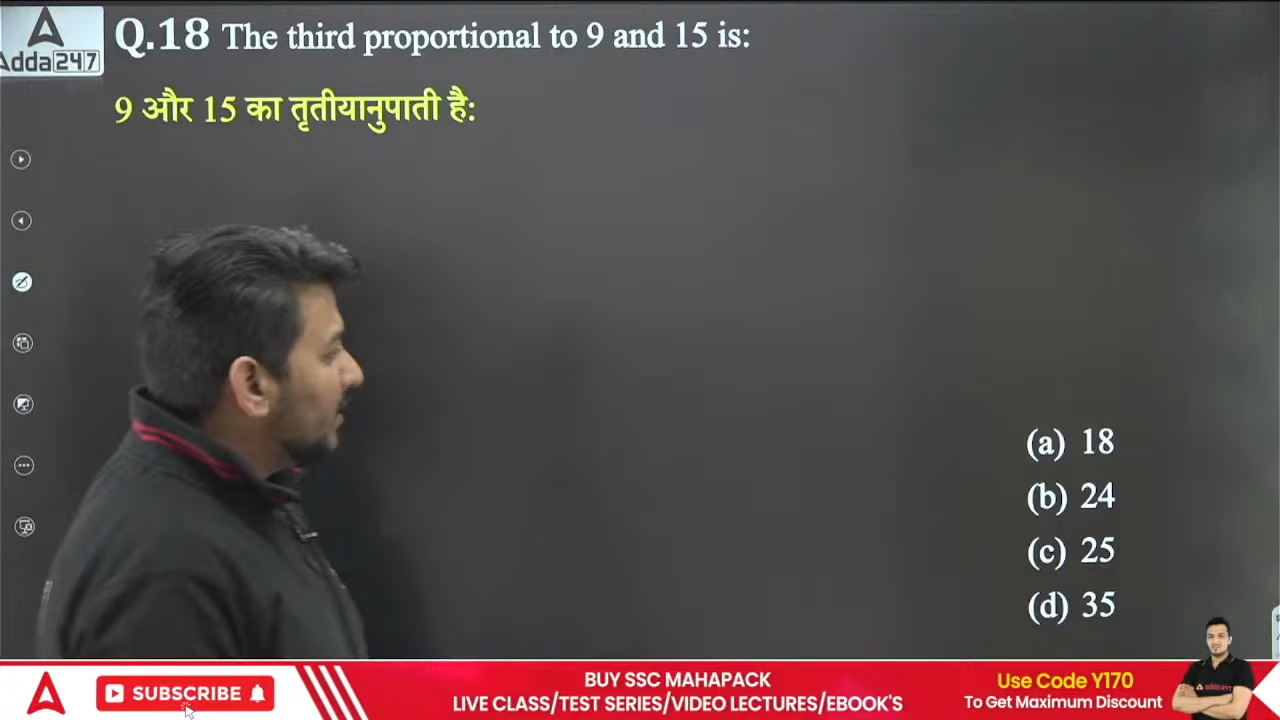 Adda247
Q.18 The third proportional to 9 and 15 is:
9 और 15 का तृतीयानुपाती है:
(a) 18
(b) 24
(c) 25
(d) 35
SUBSCRIBE
BUY SSC MAHAPACK
LIVE CLASS/TEST SERIES/VIDEO LECTURES/EBOOK'S
Use Code Y170
To Get Maximum Discount